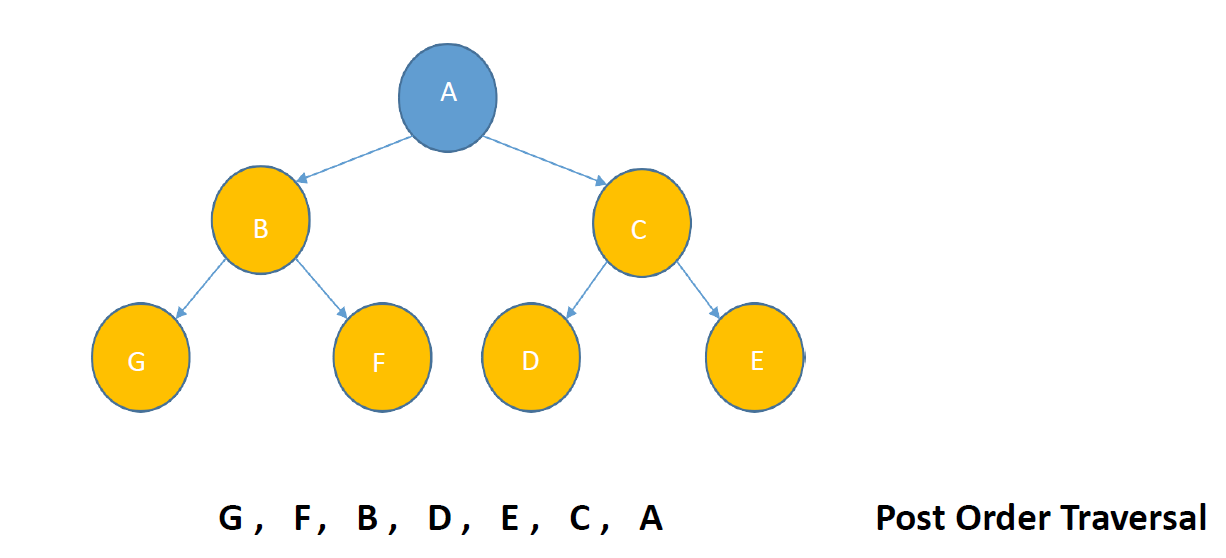 A
B C
G F D E
G , F, B , D , E , C , A Post Order Traversal